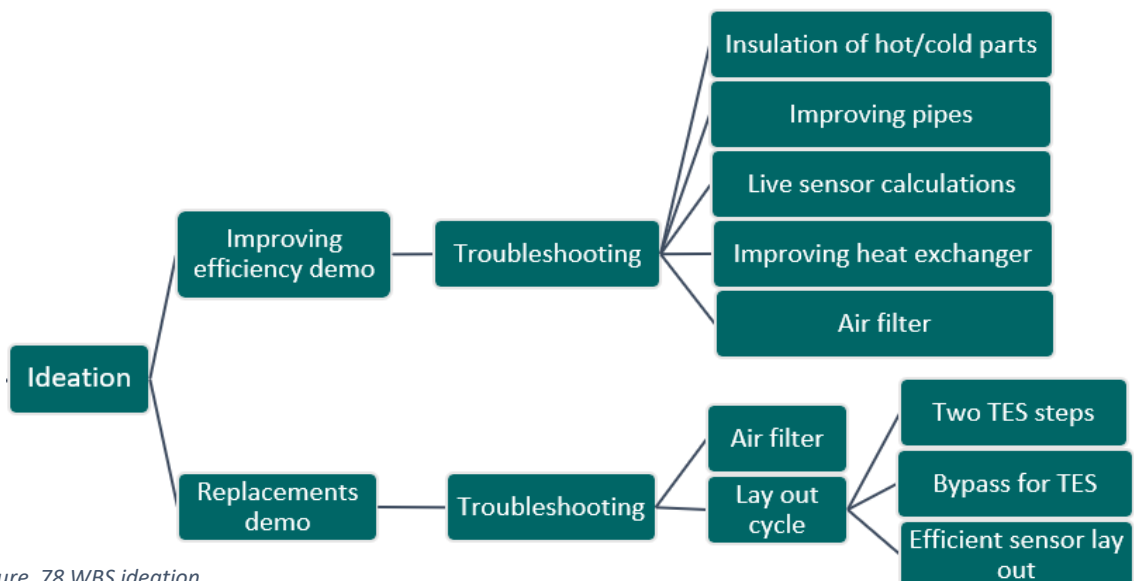 Insulation of hot/cold parts
Improving pipes
Live sensor calculations
Improving
efficiency demo
Troubleshooting
Improving heat exchanger
Air filter
Ideation
Two TES steps
Air filter
Bypass for TES
Replacements
demo
Troubleshooting
Lay out
cycle
Efficient sensor lay
out
78 WBS ideation